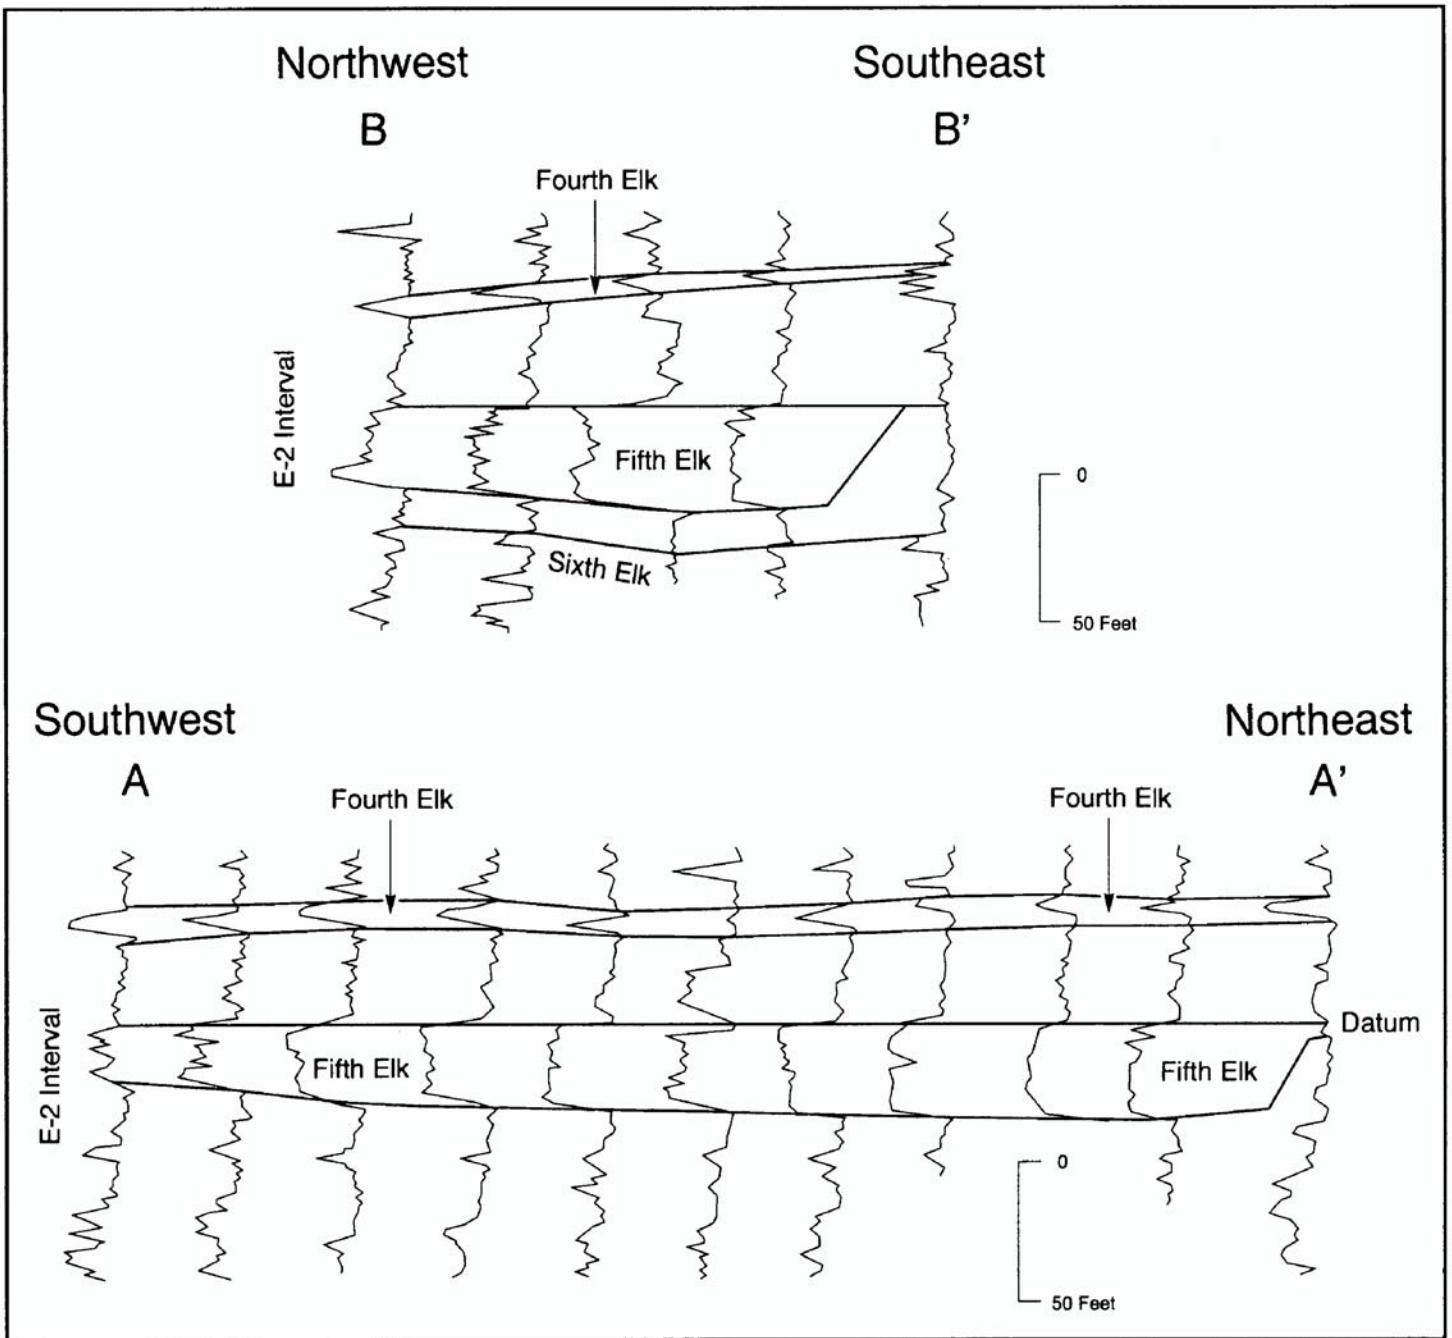 Northwest
Southeast
B
B’
Fourth Elk
E-2 Interval
Fifth Elk
0
Sixth Elk
50 Feet
Southwest
Northeast
A
A’
Fourth Elk
Fourth Elk
Datum
E-2 Interval
Fifth Elk
Fifth Elk
0
50 Feet